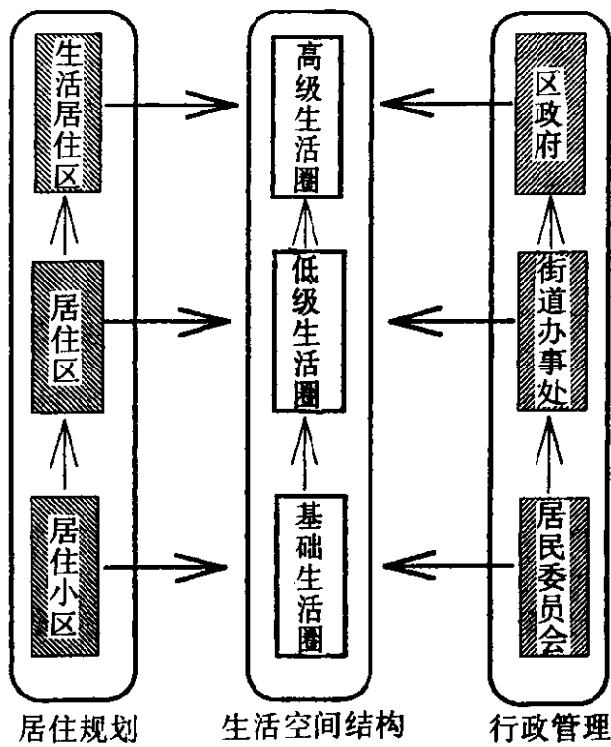 生活居住区
高级生活圈
区政府
居住区
低级生活圈
街道办事处
居住小区
基础生活圈
居民委员会
居住规划
生活空间结构
行政管理